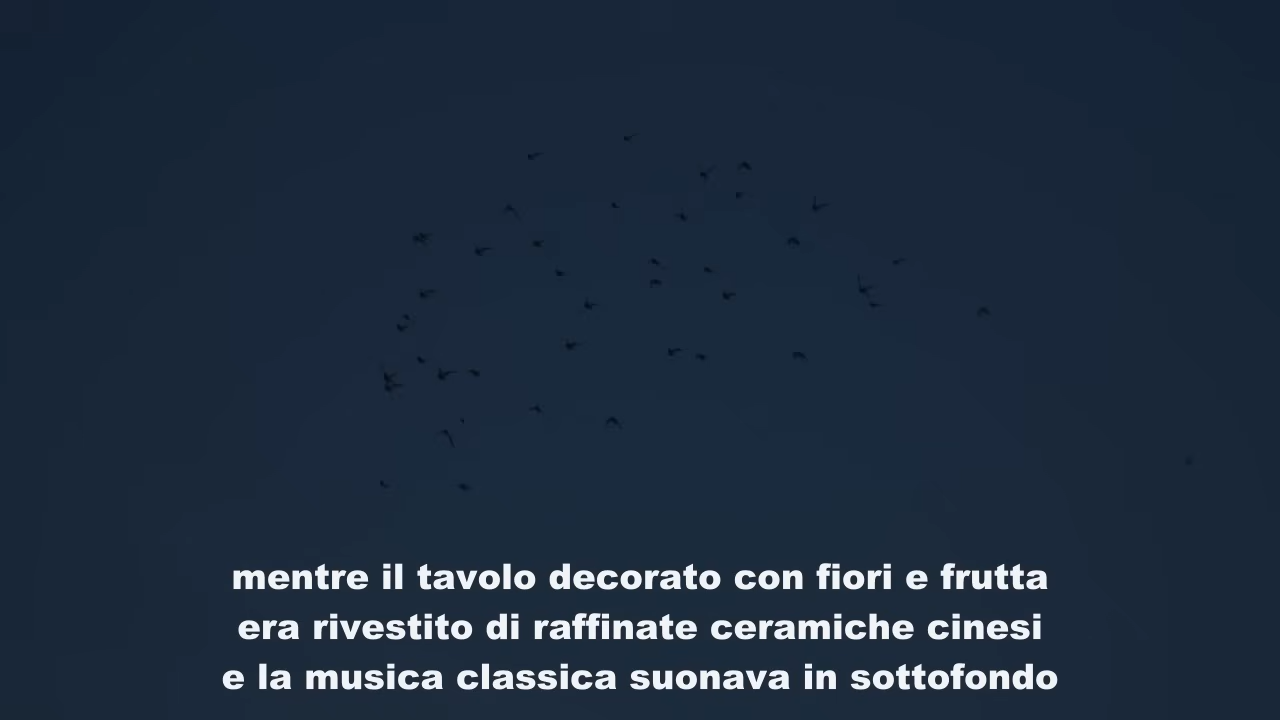 mentre il tavolo decorato con fiori e frutta
era rivestito di raffinate ceramiche cinesi
e la musica classica suonava in sottofondo